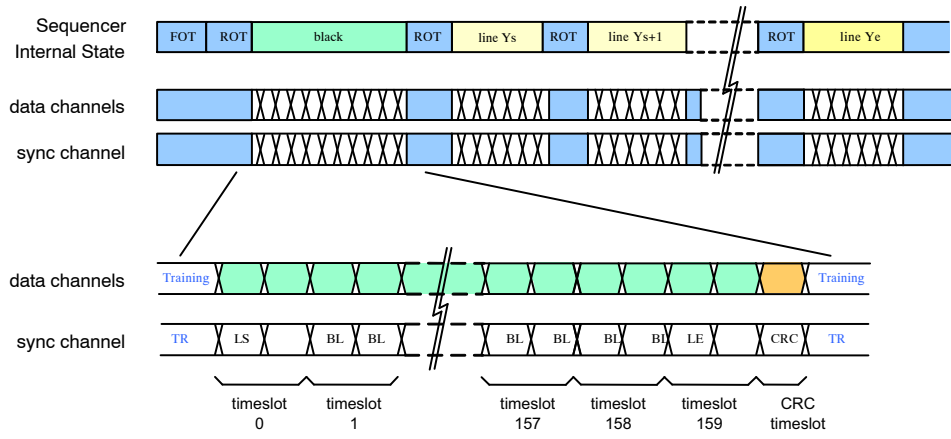 Sequencer
Internal State
FOT ROT black ROT line Ys ROT line Ys+1 ROT line Ye
data channels
sync channel
data channels Training Training
sync channel TR LS BL BL BL BL BL BL LE CRC TR
timeslot timeslot timeslot timeslot timeslot CRC
0 1 157 158 159 timeslot